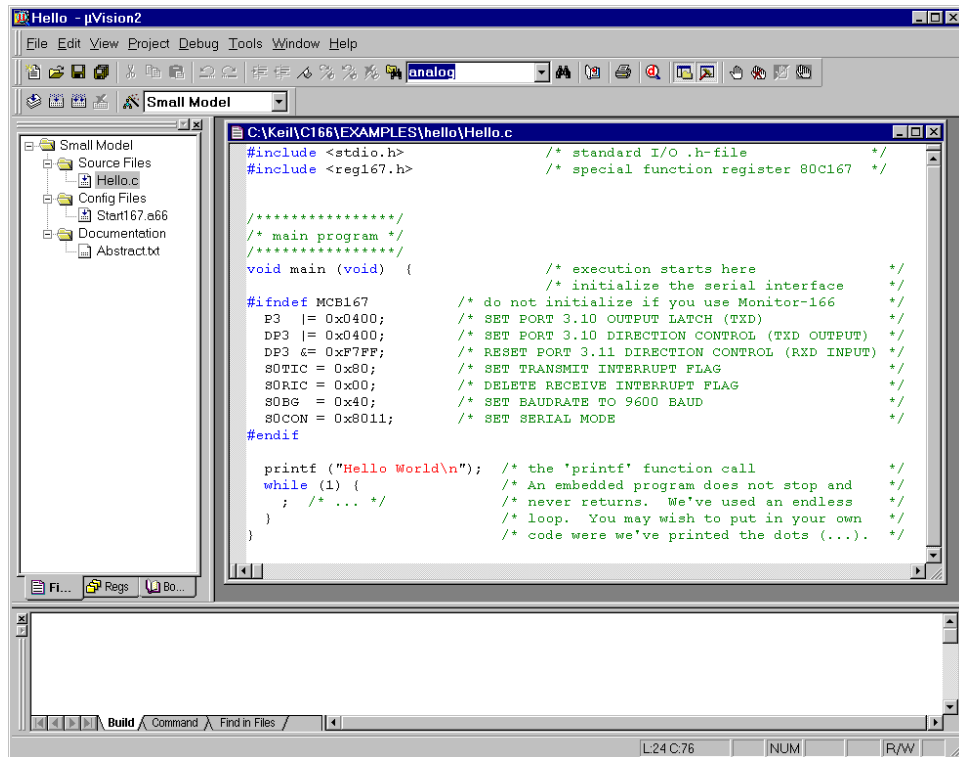 Hello - µVision2
File Edit View Project Debug Tools Window Help
analog
Small Model
Small Model
Source Files
Hello.c
Config Files
Start167.a66
Documentation
Abstract.txt
Fi... Regs Bo...
C:\Keil\C166\EXAMPLES\hello\Hello.c
#include <stdio.h> /* standard I/O .h-file */
#include <reg167.h> /* special function register 80C167 */
/****************/
/* main program */
/****************/
void main (void) { /* execution starts here */
/* initialize the serial interface */
#ifndef MCB167 /* do not initialize if you use Monitor-166 */
P3 |= 0x0400; /* SET PORT 3.10 OUTPUT LATCH (TXD) */
DP3 |= 0x0400; /* SET PORT 3.10 DIRECTION CONTROL (TXD OUTPUT) */
DP3 &= 0xF7FF; /* RESET PORT 3.11 DIRECTION CONTROL (RXD INPUT) */
S0TIC = 0x80; /* SET TRANSMIT INTERRUPT FLAG */
S0RIC = 0x00; /* DELETE RECEIVE INTERRUPT FLAG */
S0BG = 0x40; /* SET BAUDRATE TO 9600 BAUD */
S0CON = 0x8011; /* SET SERIAL MODE */
#endif
printf ("Hello World\n"); /* the 'printf' function call */
while (1) { /* An embedded program does not stop and */
; /* ... */ /* never returns. We've used an endless */
} /* loop. You may wish to put in your own */
} /* code were we've printed the dots (...). */
Build Command Find in Files
L:24 C:76 NUM R/W